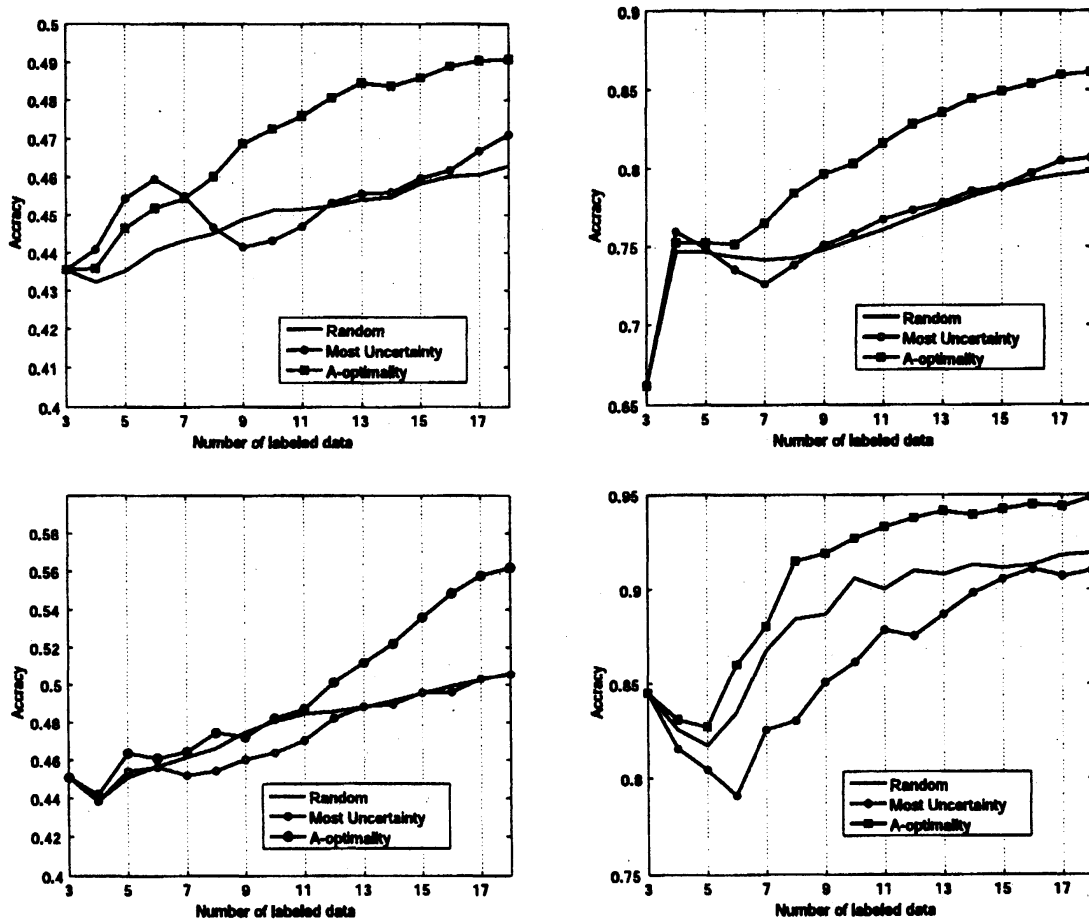 0.5
0.49
0.48
0.47
0.46
0.45
0.44
0.43
0.42
0.41
0.4
Accracy
Random
Most Uncertainty
A-optimality
3 5 7 9 11 13 15 17
Number of labeled data
0.9
0.85
0.8
0.75
0.7
0.65
Accracy
Random
Most Uncertainty
A-optimality
3 5 7 9 11 13 15 17
Number of labeled data
0.58
0.56
0.54
0.52
0.5
0.48
0.46
0.44
0.42
0.4
Accracy
Random
Most Uncertainty
A-optimality
3 5 7 9 11 13 15 17
Number of labeled data
0.95
0.9
0.85
0.8
0.75
Accracy
Random
Most Uncertainty
A-optimality
3 5 7 9 11 13 15 17
Number of labeled data